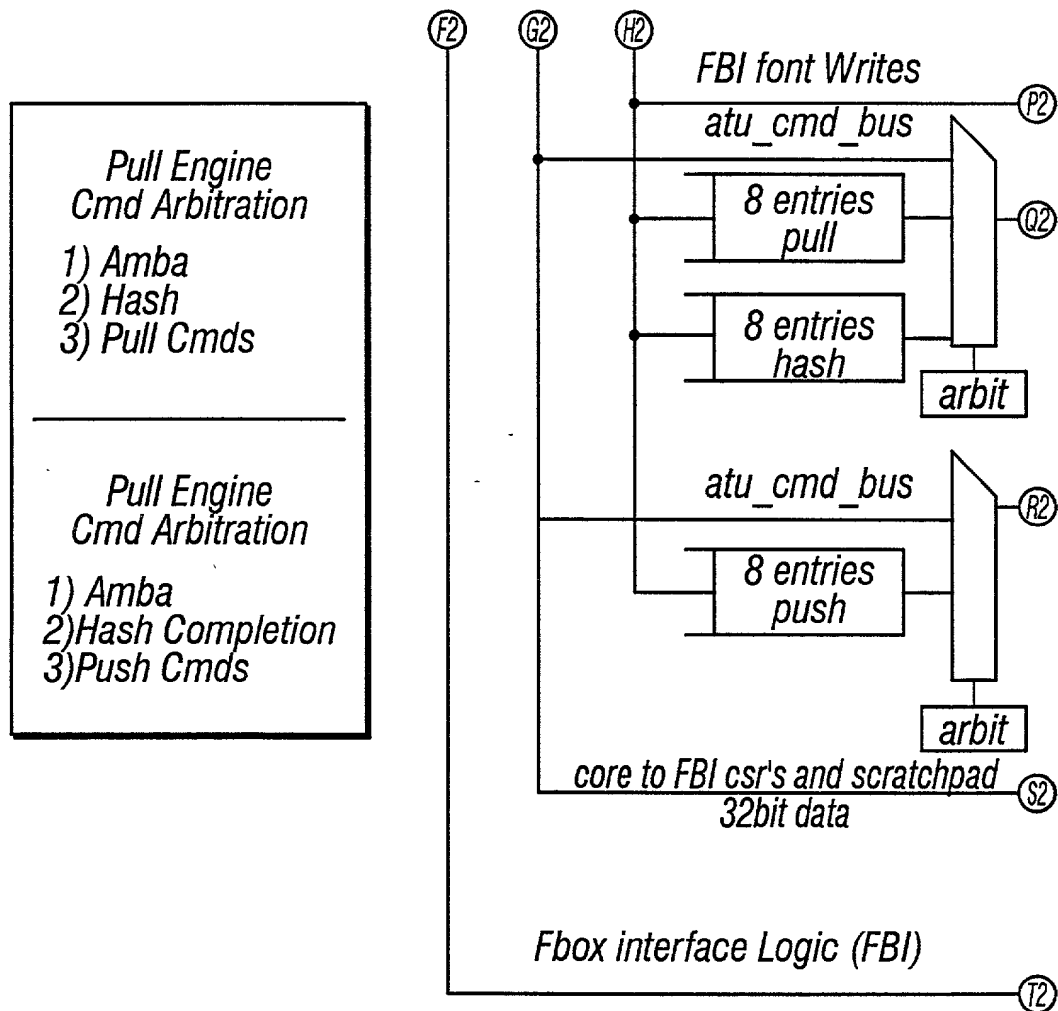 F2 G2 H2
FBI font Writes
P2
atu_cmd_bus
Pull Engine
Cmd Arbitration
1) Amba
2) Hash
3) Pull Cmds
8 entries
pull
Q2
8 entries
hash
arbit
Pull Engine
Cmd Arbitration
1) Amba
2)Hash Completion
3)Push Cmds
atu_cmd_bus
R2
8 entries
push
arbit
core to FBI csr's and scratchpad
32bit data
S2
Fbox interface Logic (FBI)
T2